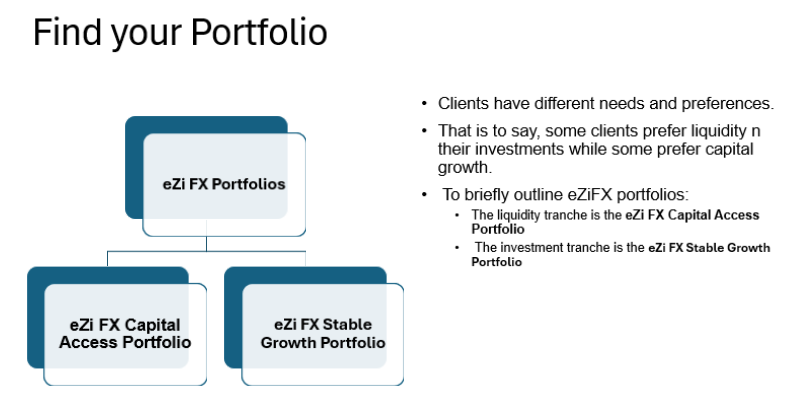 Find your Portfolio
eZi FX Portfolios
eZi FX Capital
Access Portfolio
eZi FX Stable
Growth Portfolio
• Clients have different needs and preferences.
• That is to say, some clients prefer liquidity n
their investments while some prefer capital
growth.
• To briefly outline eZiFX portfolios:
• The liquidity tranche is the eZi FX Capital Access
Portfolio
• The investment tranche is the eZi FX Stable Growth
Portfolio